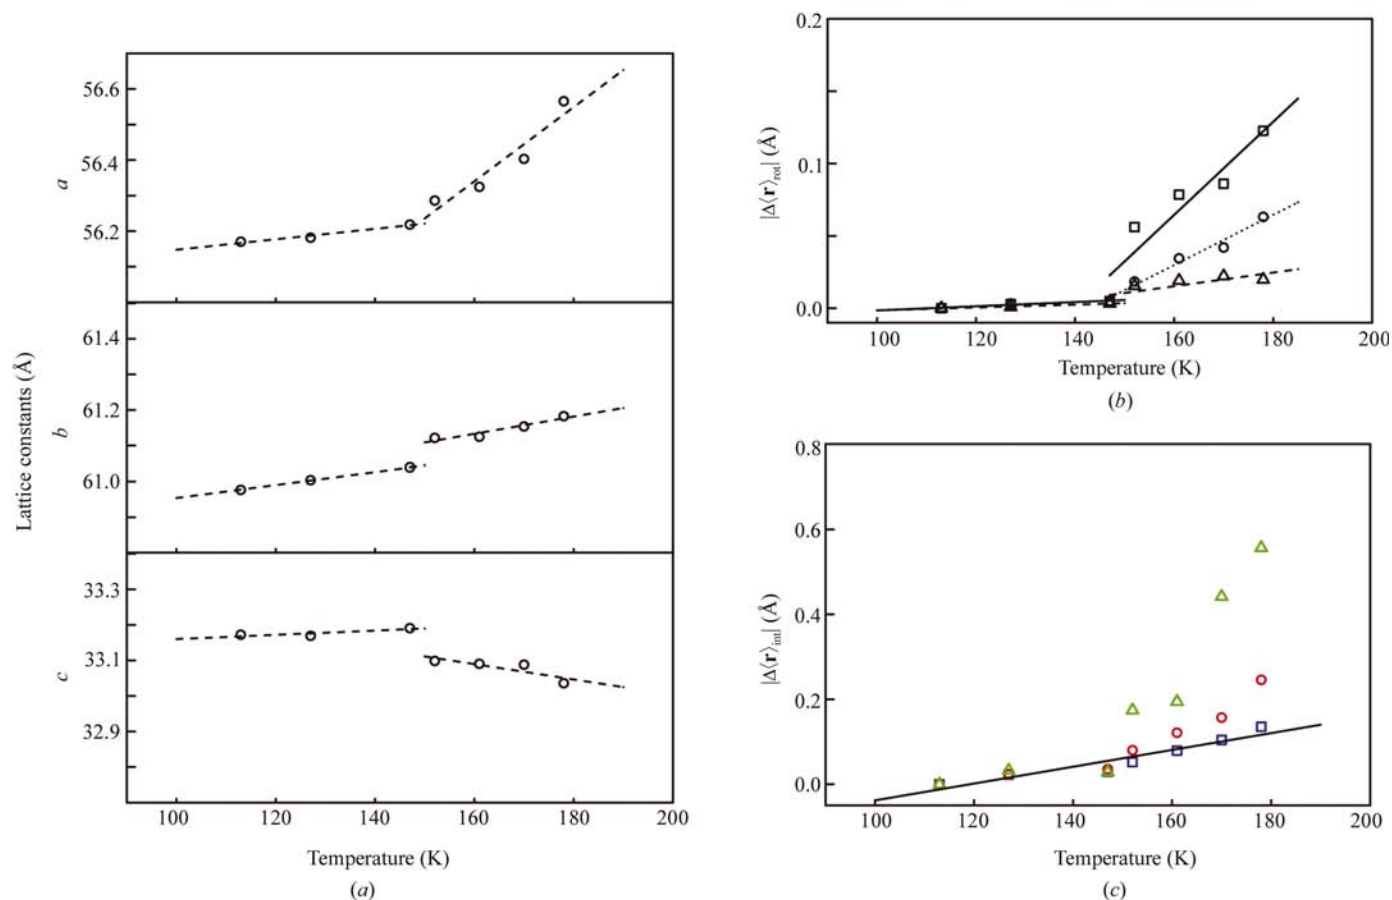 56.6
56.4
a
56.2
61.4
61.2
b
61.0
Lattice constants (Å)
33.3
33.1
c
32.9
100 120 140 160 180 200
Temperature (K)
(a)
0.2
0.1
0.0
|Δ⟨r⟩rot| (Å)
100 120 140 160 180 200
Temperature (K)
(b)
0.8
0.6
0.4
0.2
0.0
|Δ⟨r⟩int| (Å)
100 120 140 160 180 200
Temperature (K)
(c)